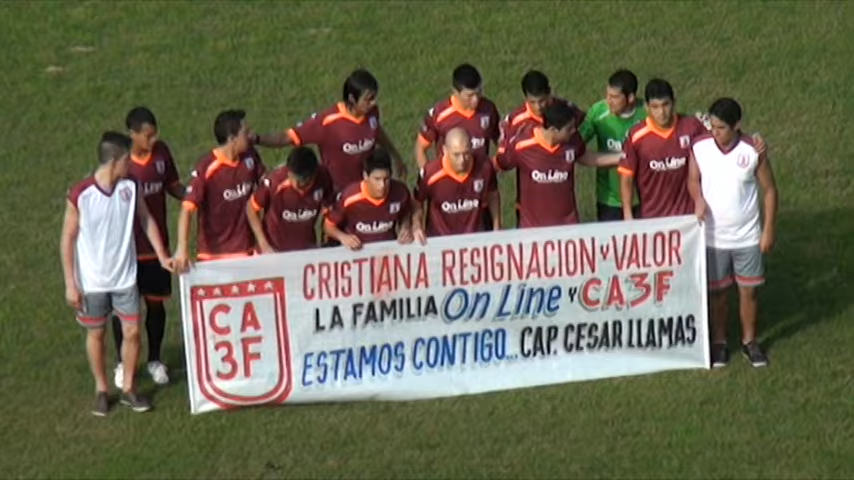 On Line
On Line
On Line
On Line
On Line
On Line
On Line
On Line
CRISTIANA RESIGNACION Y VALOR
LA FAMILIA On Line Y CA3F
ESTAMOS CONTIGO... CAP. CESAR LLAMAS
CA
3F